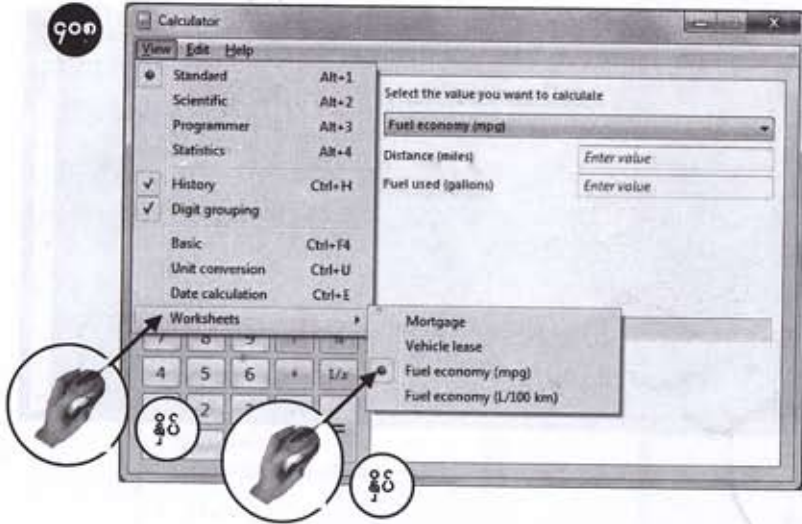 Calculator
View Edit Help
Standard Alt+1
Scientific Alt+2
Programmer Alt+3
Statistics Alt+4
History Ctrl+H
Digit grouping
Basic Ctrl+F4
Unit conversion Ctrl+U
Date calculation Ctrl+E
Worksheets
Select the value you want to calculate
Fuel economy (mpg)
Distance (miles) Enter value
Fuel used (gallons) Enter value
Mortgage
Vehicle lease
Fuel economy (mpg)
Fuel economy (L/100 km)
4 5 6 * 1/x
2
=